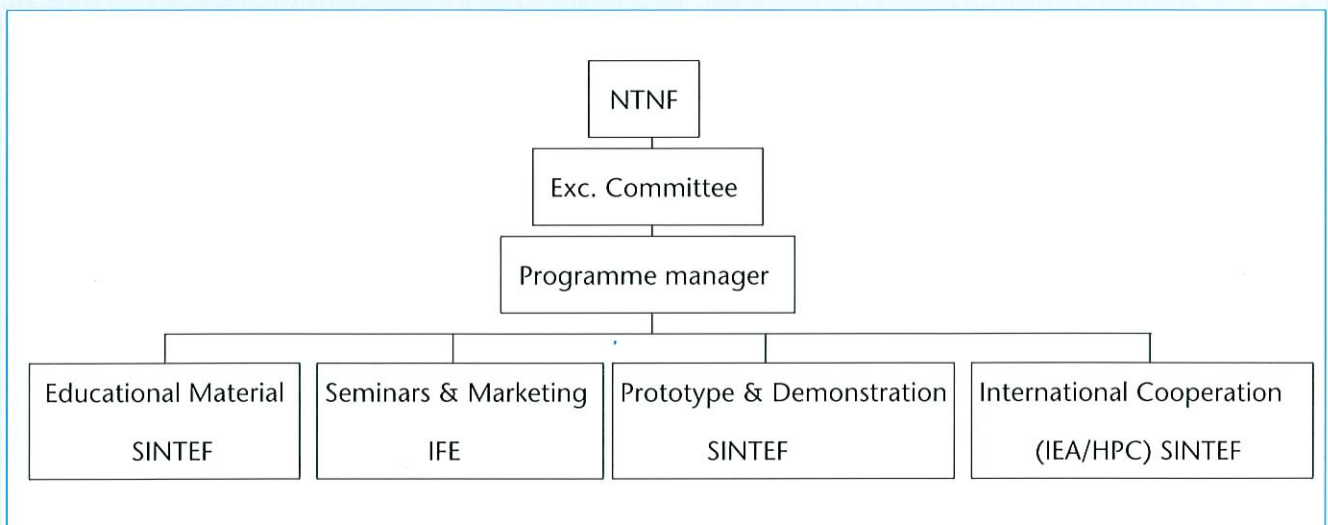 NTNF
Exc. Committee
Programme manager
Educational Material
SINTEF
Seminars & Marketing
IFE
Prototype & Demonstration
SINTEF
International Cooperation
(IEA/HPC) SINTEF